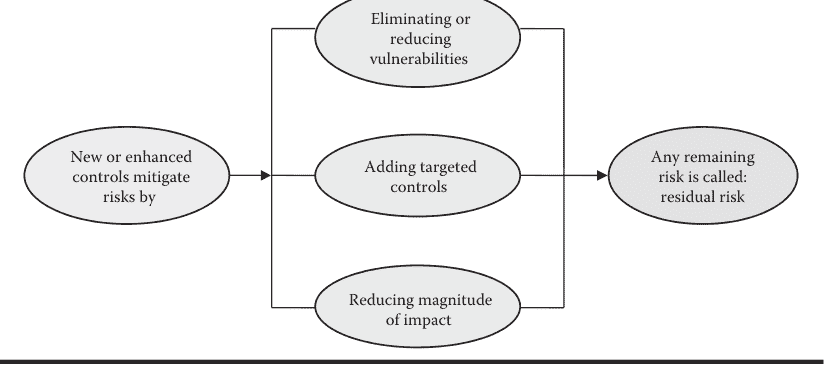 Eliminating or
reducing
vulnerabilities
New or enhanced
controls mitigate
risks by
Adding targeted
controls
Any remaining
risk is called:
residual risk
Reducing magnitude
of impact